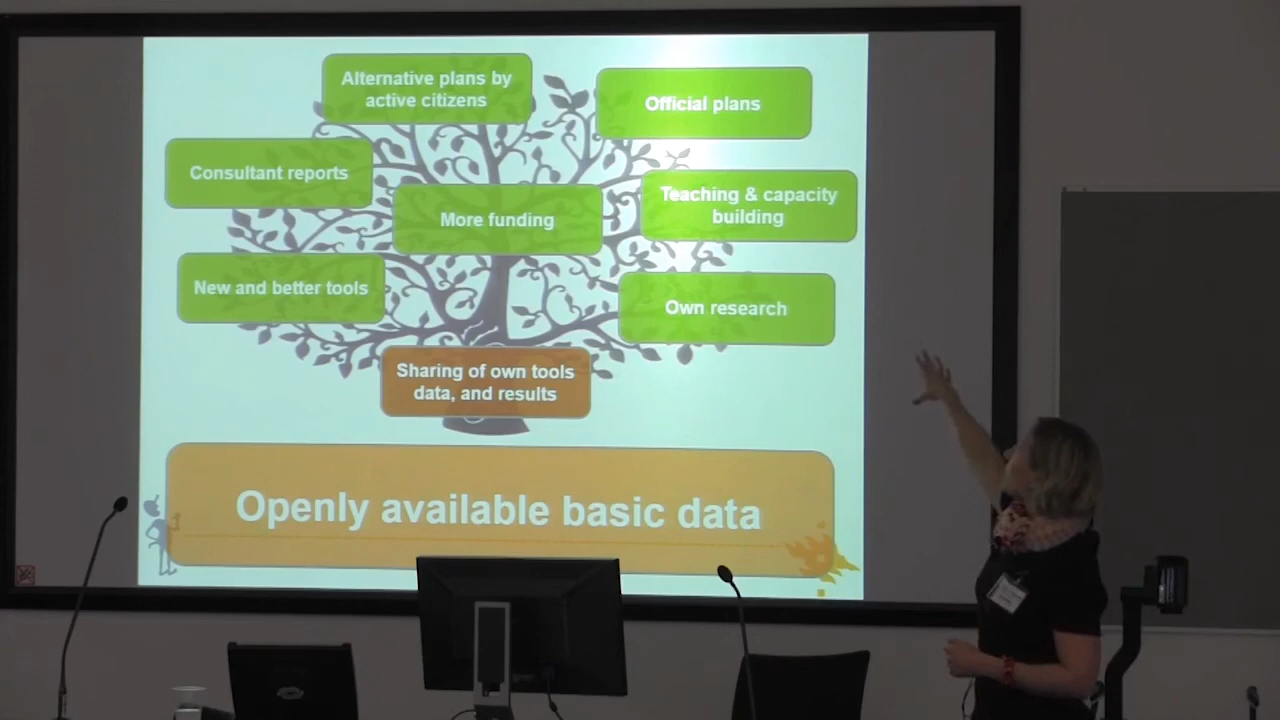 Alternative plans by
active citizens
Official plans
Consultant reports
Teaching & capacity
building
More funding
New and better tools
Own research
Sharing of own tools
data, and results
Openly available basic data